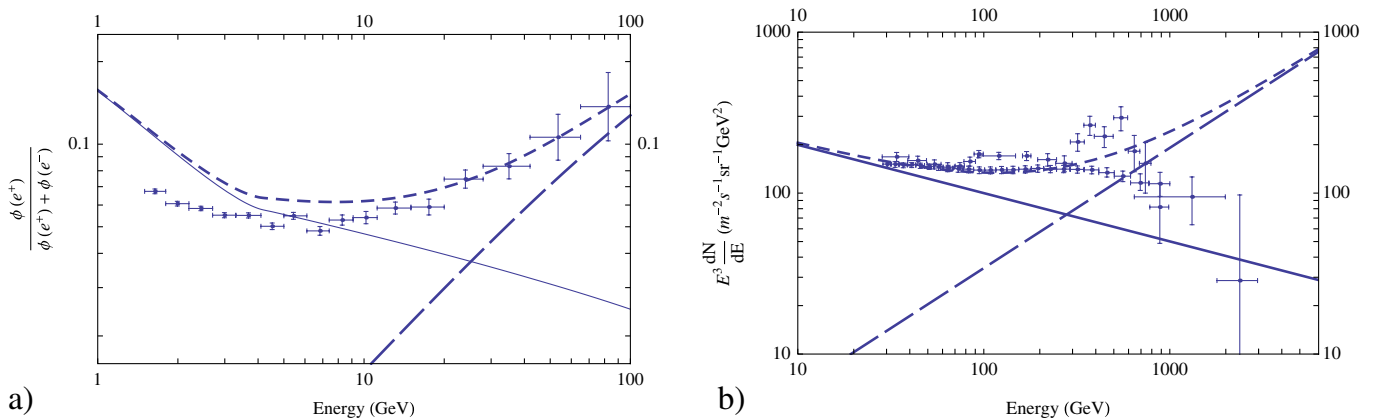 1 10 100
0.1 0.1
φ(e⁺)
φ(e⁺) + φ(e⁻)
1 10 100
Energy (GeV)
a)
10 100 1000
1000 1000
100 100
10 10
E³ dN/dE (m⁻²s⁻¹sr⁻¹GeV²)
10 100 1000
Energy (GeV)
b)